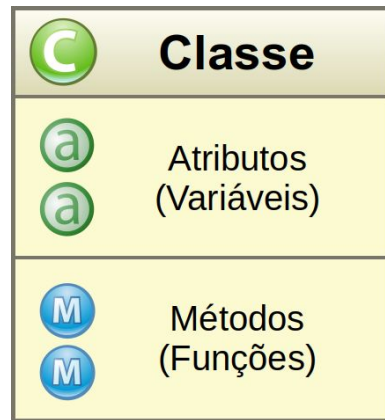 C Classe
a
a
Atributos
(Variáveis)
M
M
Métodos
(Funções)